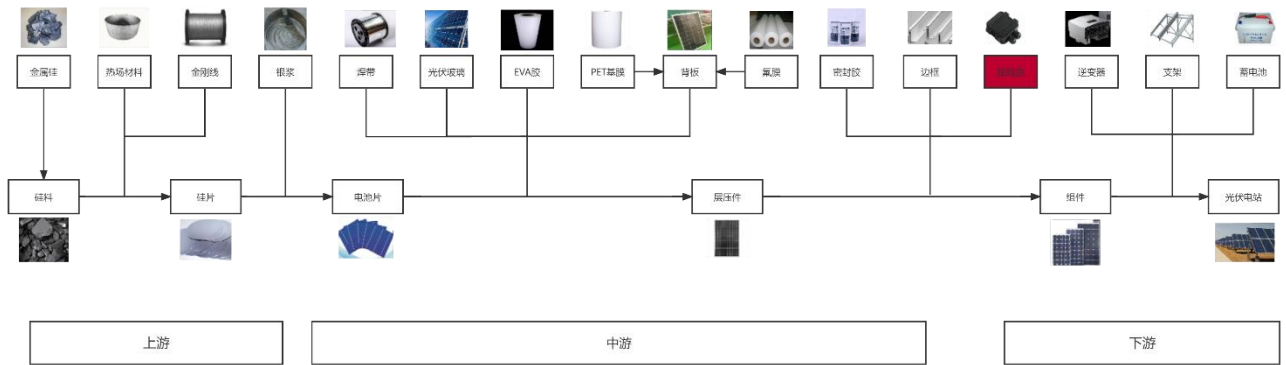 金属硅
热场材料
金刚线
银浆
焊带
光伏玻璃
EVA胶
PET基膜
背板
氟膜
密封胶
边框
逆变器
支架
蓄电池
硅料
硅片
电池片
层压件
组件
光伏电站
上游
中游
下游